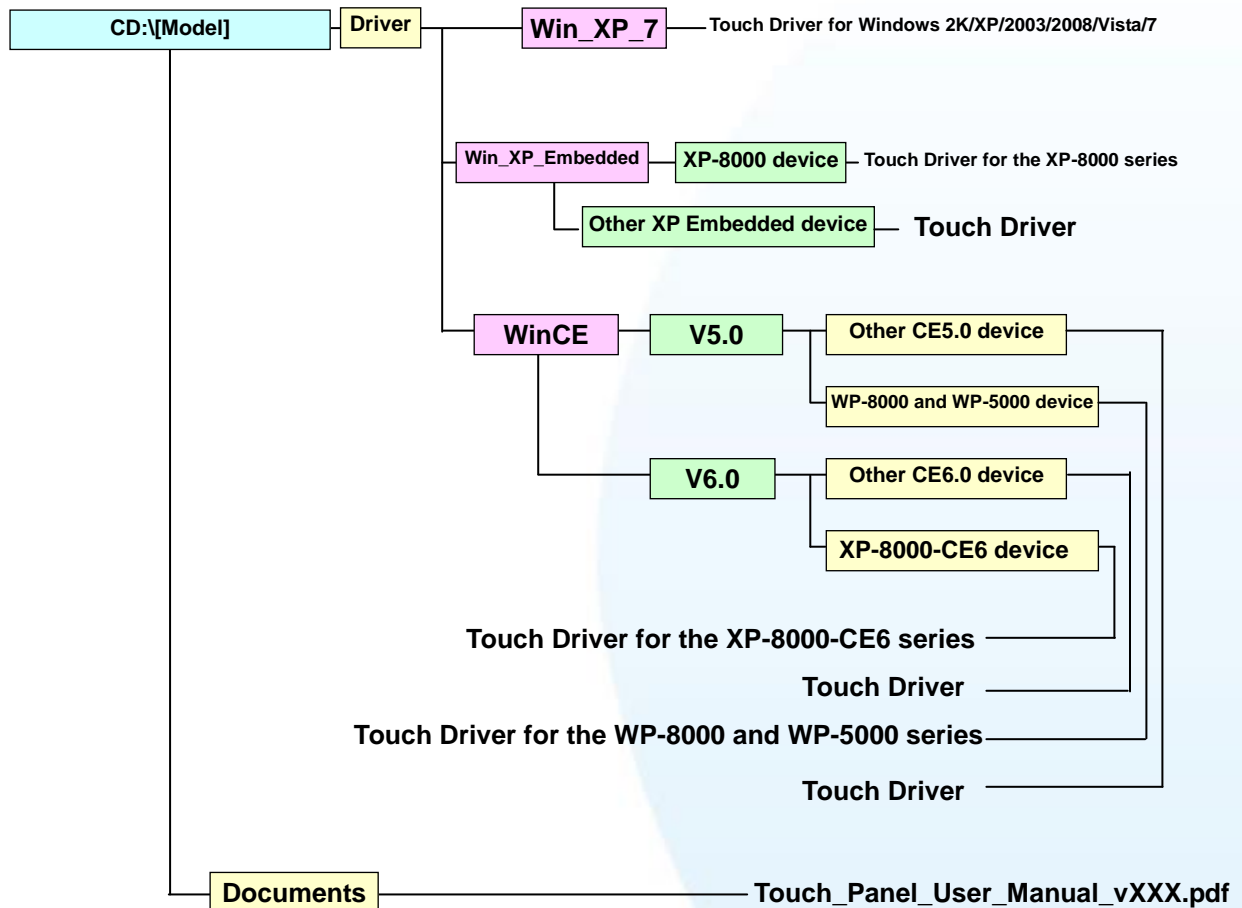 CD:\[Model]
Driver
Win_XP_7
Touch Driver for Windows 2K/XP/2003/2008/Vista/7
Win_XP_Embedded
XP-8000 device
Touch Driver for the XP-8000 series
Other XP Embedded device
Touch Driver
WinCE
V5.0
Other CE5.0 device
WP-8000 and WP-5000 device
V6.0
Other CE6.0 device
XP-8000-CE6 device
Touch Driver for the XP-8000-CE6 series
Touch Driver
Touch Driver for the WP-8000 and WP-5000 series
Touch Driver
Documents
Touch_Panel_User_Manual_vXXX.pdf